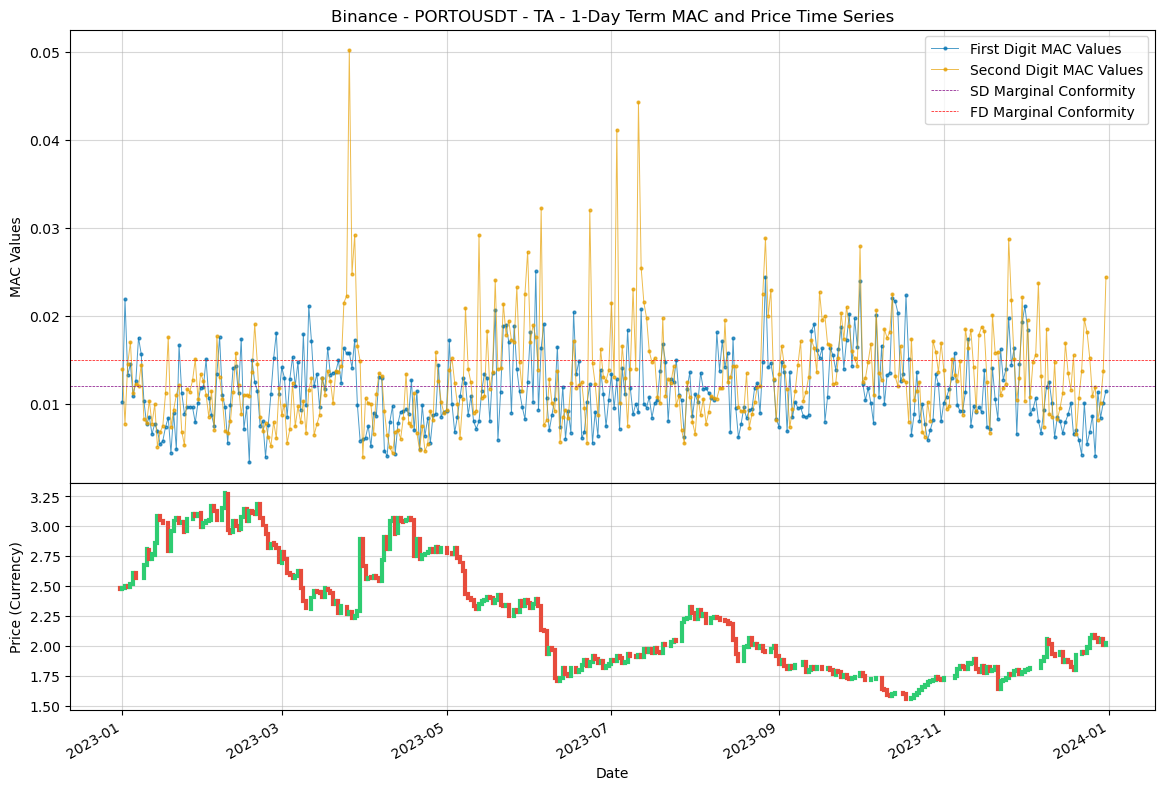 Binance - PORTOUSDT - TA - 1-Day Term MAC and Price Time Series
First Digit MAC Values
Second Digit MAC Values
SD Marginal Conformity
FD Marginal Conformity
MAC Values
0.05
0.04
0.03
0.02
0.01
Price (Currency)
3.25
3.00
2.75
2.50
2.25
2.00
1.75
1.50
2023-01
2023-03
2023-05
2023-07
2023-09
2023-11
2024-01
Date